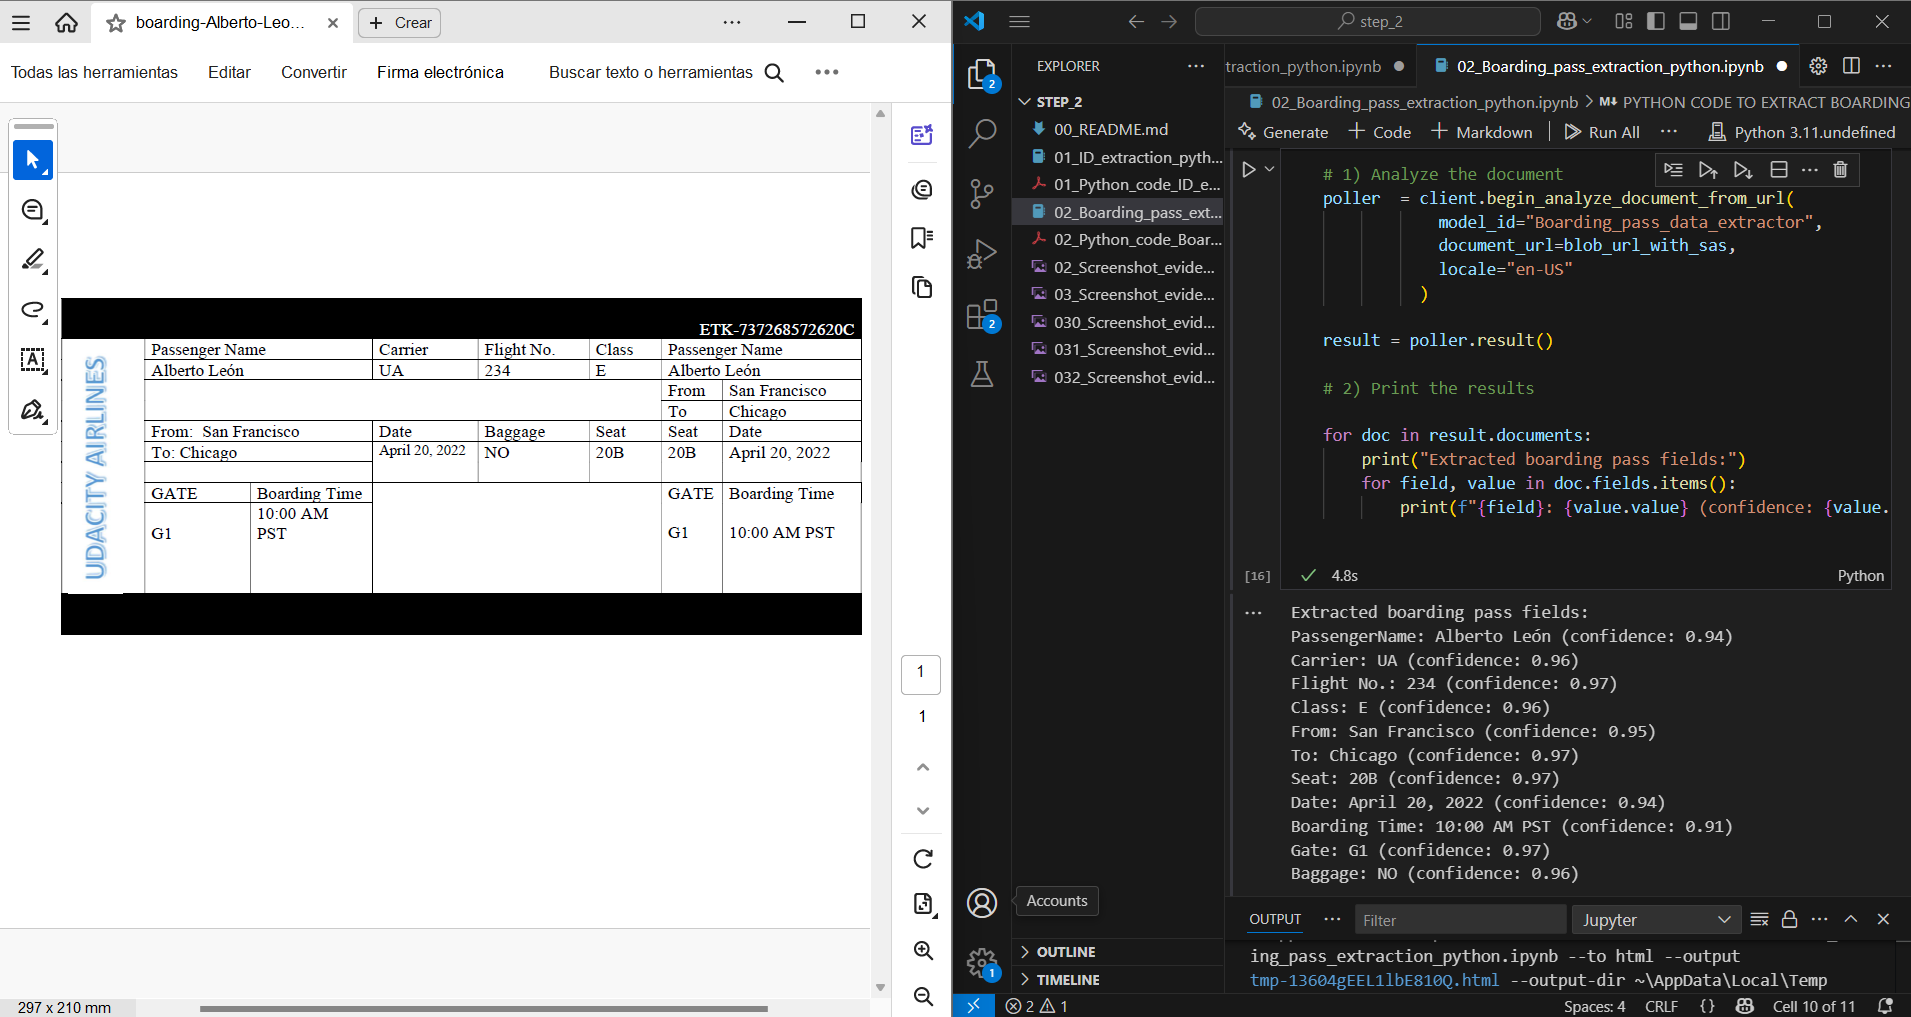 boarding-Alberto-Leo...
Crear
Todas las herramientas
Editar
Convertir
Firma electrónica
Buscar texto o herramientas
ETK-737268572620C
UDACITY AIRLINES
Passenger Name Carrier Flight No. Class Passenger Name
Alberto León UA 234 E Alberto León
From San Francisco
To Chicago
From: San Francisco Date Baggage Seat Seat Date
To: Chicago April 20, 2022 NO 20B 20B April 20, 2022
GATE Boarding Time GATE Boarding Time
10:00 AM
G1 PST G1 10:00 AM PST
1
1
297 x 210 mm
step_2
EXPLORER
STEP_2
00_README.md
01_ID_extraction_pyth...
01_Python_code_ID_e...
02_Boarding_pass_ext...
02_Python_code_Boar...
02_Screenshot_evide...
03_Screenshot_evide...
030_Screenshot_evid...
031_Screenshot_evid...
032_Screenshot_evid...
2
2
1
Accounts
OUTLINE
TIMELINE
traction_python.ipynb
02_Boarding_pass_extraction_python.ipynb
02_Boarding_pass_extraction_python.ipynb > M↓ PYTHON CODE TO EXTRACT BOARDING
Generate
+ Code
+ Markdown
Run All
Python 3.11.undefined
# 1) Analyze the document
poller = client.begin_analyze_document_from_url(
model_id="Boarding_pass_data_extractor",
document_url=blob_url_with_sas,
locale="en-US"
)
result = poller.result()
# 2) Print the results
for doc in result.documents:
print("Extracted boarding pass fields:")
for field, value in doc.fields.items():
print(f"{field}: {value.value} (confidence: {value.
[16]
4.8s
Python
Extracted boarding pass fields:
PassengerName: Alberto León (confidence: 0.94)
Carrier: UA (confidence: 0.96)
Flight No.: 234 (confidence: 0.97)
Class: E (confidence: 0.96)
From: San Francisco (confidence: 0.95)
To: Chicago (confidence: 0.97)
Seat: 20B (confidence: 0.97)
Date: April 20, 2022 (confidence: 0.94)
Boarding Time: 10:00 AM PST (confidence: 0.91)
Gate: G1 (confidence: 0.97)
Baggage: NO (confidence: 0.96)
OUTPUT
Filter
Jupyter
ing_pass_extraction_python.ipynb --to html --output
tmp-13604gEEL1lbE810Q.html --output-dir ~\AppData\Local\Temp
2 1
Spaces: 4
CRLF
{}
Cell 10 of 11